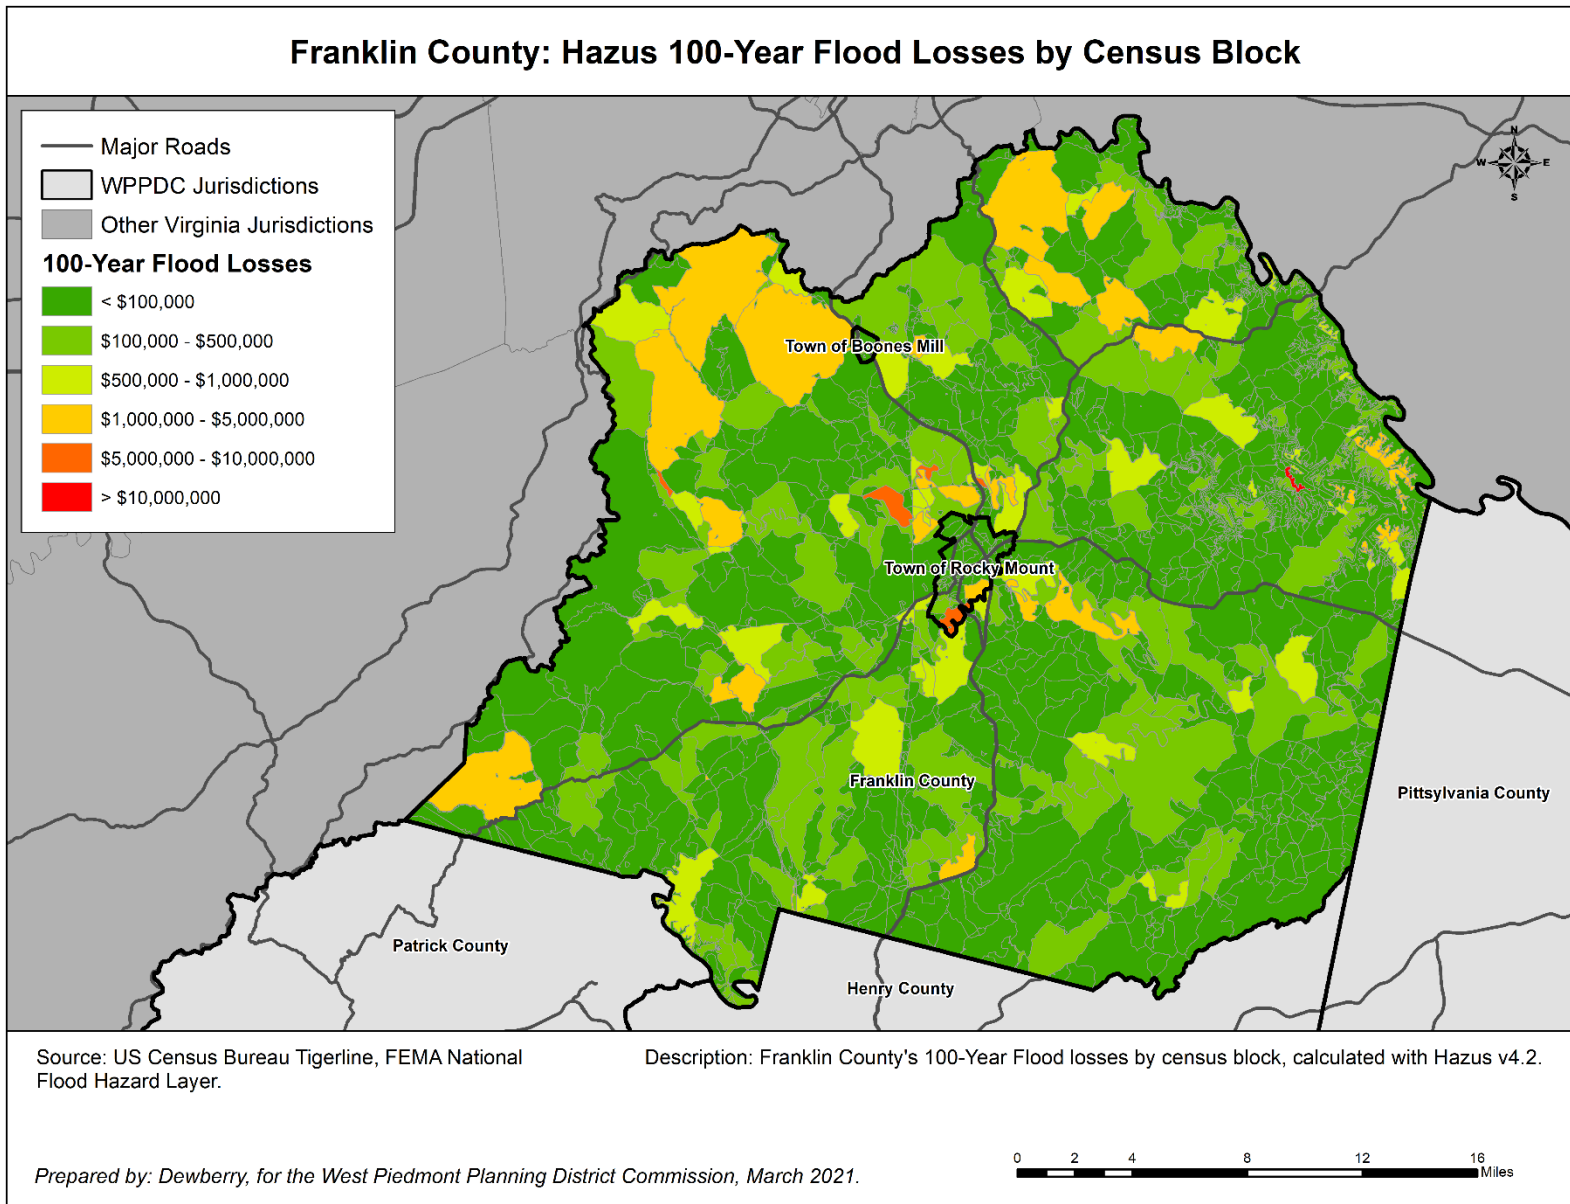 Franklin County: Hazus 100-Year Flood Losses by Census Block
Major Roads
WPPDC Jurisdictions
Other Virginia Jurisdictions
100-Year Flood Losses
< $100,000
$100,000 - $500,000
$500,000 - $1,000,000
$1,000,000 - $5,000,000
$5,000,000 - $10,000,000
> $10,000,000
N
W E
S
Town of Boones Mill
Town of Rocky Mount
Franklin County
Pittsylvania County
Patrick County
Henry County
Source: US Census Bureau Tigerline, FEMA National
Flood Hazard Layer.
Description: Franklin County's 100-Year Flood losses by census block, calculated with Hazus v4.2.
Prepared by: Dewberry, for the West Piedmont Planning District Commission, March 2021.
0 2 4 8 12 16
Miles